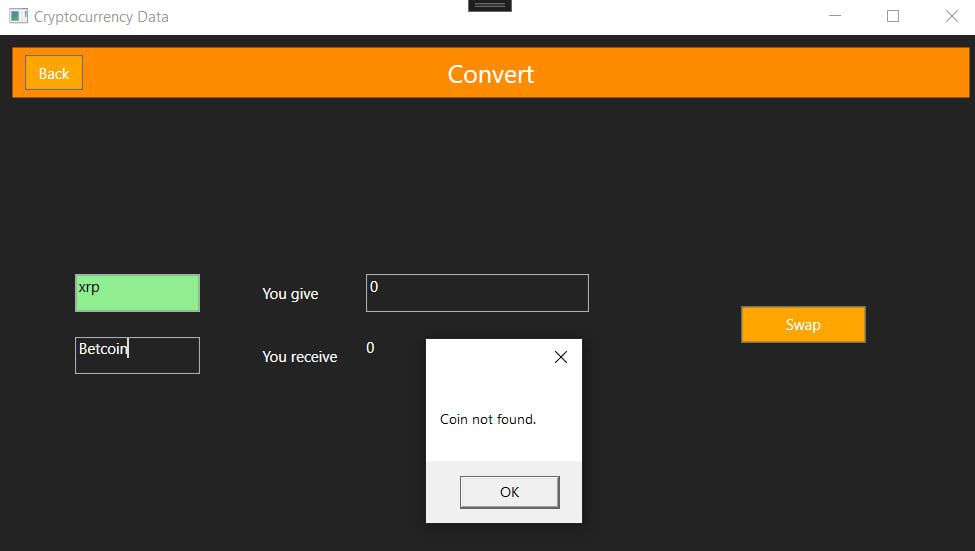 Cryptocurrency Data
Back
Convert
xrp
You give
0
Swap
Betcoin
You receive
0
Coin not found.
OK